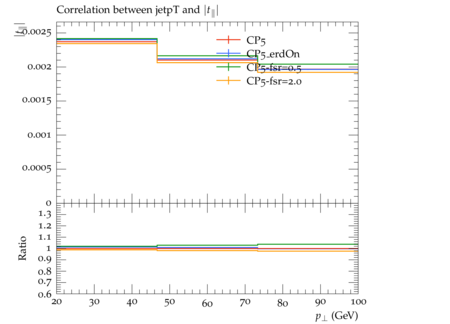 Correlation between jetpT and |t_∥|
|t_∥|
0.0025
0.002
0.0015
0.001
0.0005
0
CP5
CP5_erdOn
CP5-fsr=0.5
CP5-fsr=2.0
Ratio
1.3
1.2
1.1
1
0.9
0.8
0.7
0.6
20 30 40 50 60 70 80 90 100
p⊥ (GeV)